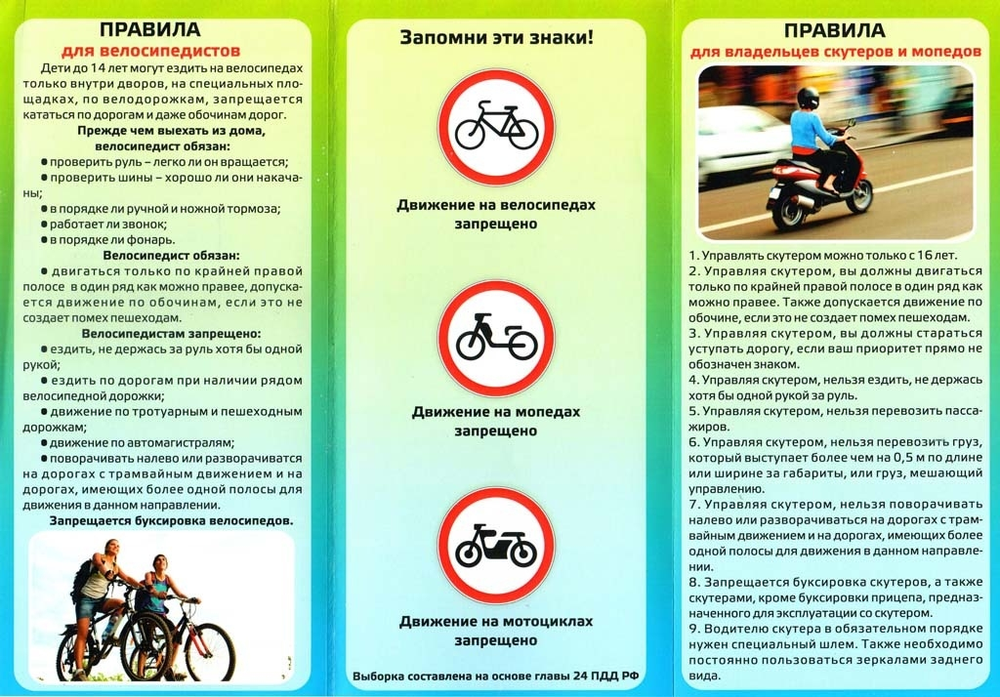 ПРАВИЛА
для велосипедистов
Дети до 14 лет могут ездить на велосипедах
только внутри дворов, на специальных пло-
щадках, по велодорожкам, запрещается
кататься по дорогам и даже обочинам дорог.
Прежде чем выехать из дома,
велосипедист обязан:
• проверить руль – легко ли он вращается;
• проверить шины – хорошо ли они накача-
ны;
• в порядке ли ручной и ножной тормоза;
• работает ли звонок;
• в порядке ли фонарь.
Велосипедист обязан:
• двигаться только по крайней правой
полосе в один ряд как можно правее, допуска-
ется движение по обочинам, если это не
создает помех пешеходам.
Велосипедистам запрещено:
• ездить, не держась за руль хотя бы одной
рукой;
• ездить по дорогам при наличии рядом
велосипедной дорожки;
• движение по тротуарным и пешеходным
дорожкам;
• движение по автомагистралям;
• поворачивать налево или разворачиватся
на дорогах с трамвайным движением и на
дорогах, имеющих более одной полосы для
движения в данном направлении.
Запрещается буксировка велосипедов.
Запомни эти знаки!
Движение на велосипедах
запрещено
Движение на мопедах
запрещено
Движение на мотоциклах
запрещено
Выборка составлена на основе главы 24 ПДД РФ
ПРАВИЛА
для владельцев скутеров и мопедов
1. Управлять скутером можно только с 16 лет.
2. Управляя скутером, вы должны двигаться
только по крайней правой полосе в один ряд как
можно правее. Также допускается движение по
обочине, если это не создает помех пешеходам.
3. Управляя скутером, вы должны стараться
уступать дорогу, если ваш приоритет прямо не
обозначен знаком.
4. Управляя скутером, нельзя ездить, не держась
хотя бы одной рукой за руль.
5. Управляя скутером, нельзя перевозить пасса-
жиров.
6. Управляя скутером, нельзя перевозить груз,
который выступает более чем на 0,5 м по длине
или ширине за габариты, или груз, мешающий
управлению.
7. Управляя скутером, нельзя поворачивать
налево или разворачиваться на дорогах с трам-
вайным движением и на дорогах, имеющих более
одной полосы для движения в данном направле-
нии.
8. Запрещается буксировка скутеров, а также
скутерами, кроме буксировки прицепа, предназ-
наченного для эксплуатации со скутером.
9. Водителю скутера в обязательном порядке
нужен специальный шлем. Также необходимо
постоянно пользоваться зеркалами заднего
вида.